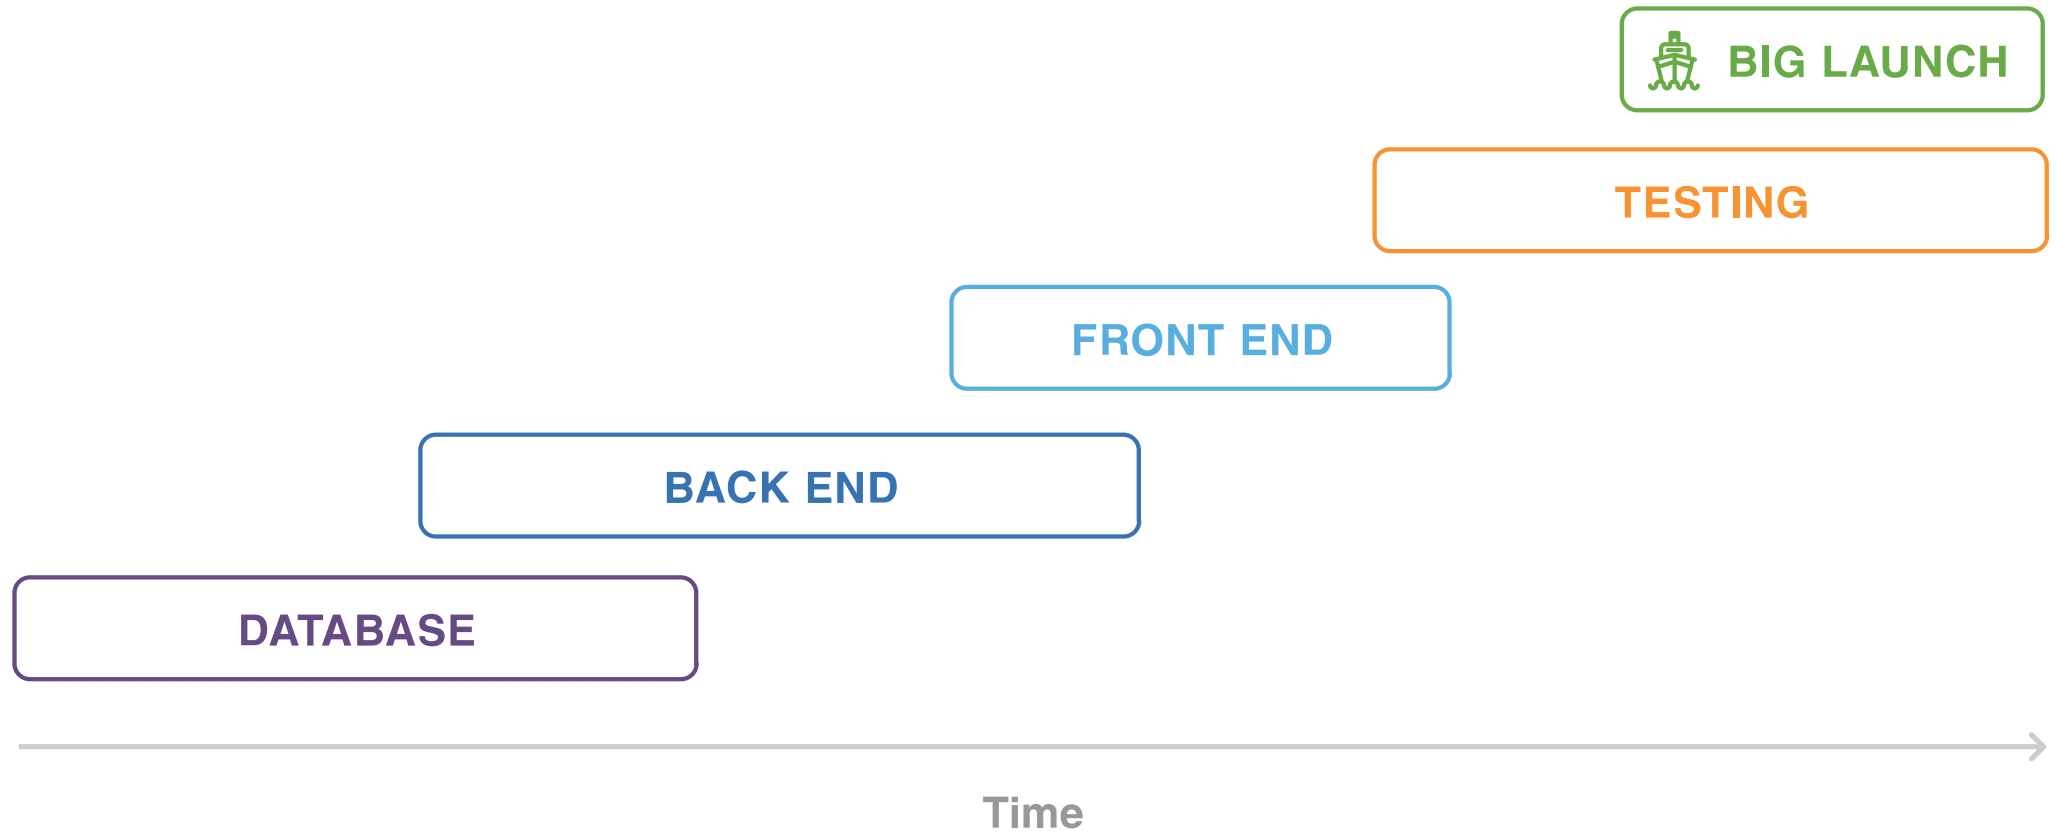 BIG LAUNCH
TESTING
FRONT END
BACK END
DATABASE
Time